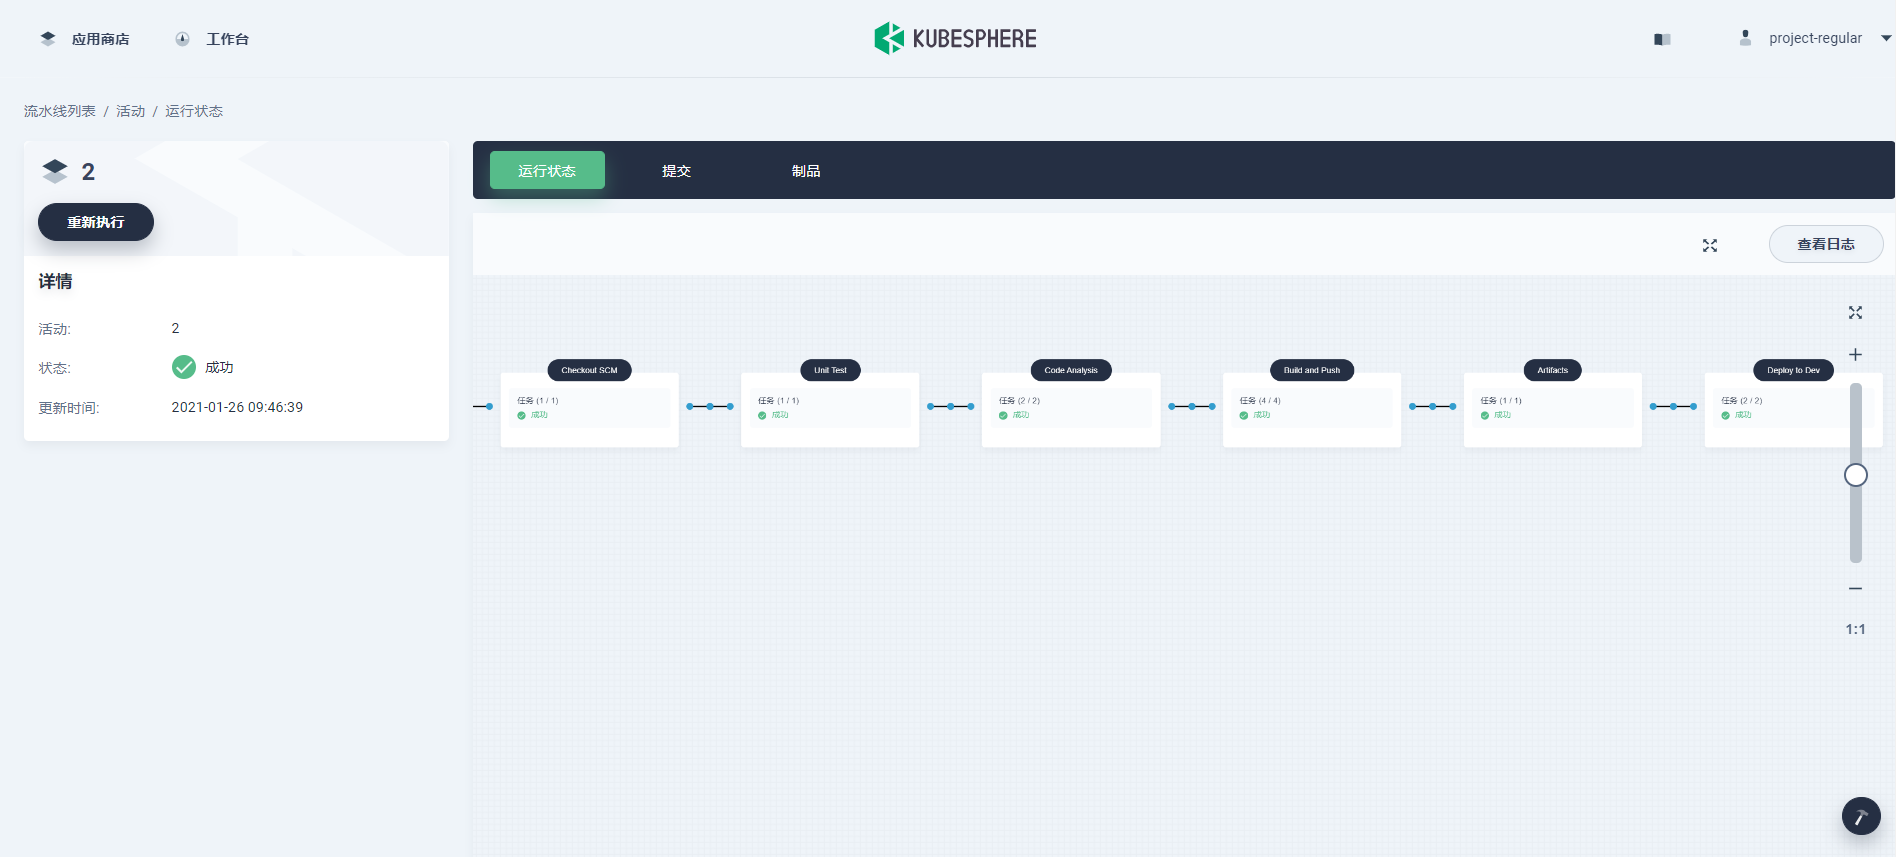 应用商店
工作台
KUBESPHERE
project-regular
流水线列表 / 活动 / 运行状态
2
重新执行
详情
活动: 2
状态: 成功
更新时间: 2021-01-26 09:46:39
运行状态 提交 制品
查看日志
Checkout SCM
任务 (1 / 1)
成功
Unit Test
任务 (1 / 1)
成功
Code Analysis
任务 (2 / 2)
成功
Build and Push
任务 (4 / 4)
成功
Artifacts
任务 (1 / 1)
成功
Deploy to Dev
任务 (2 / 2)
成功
1:1